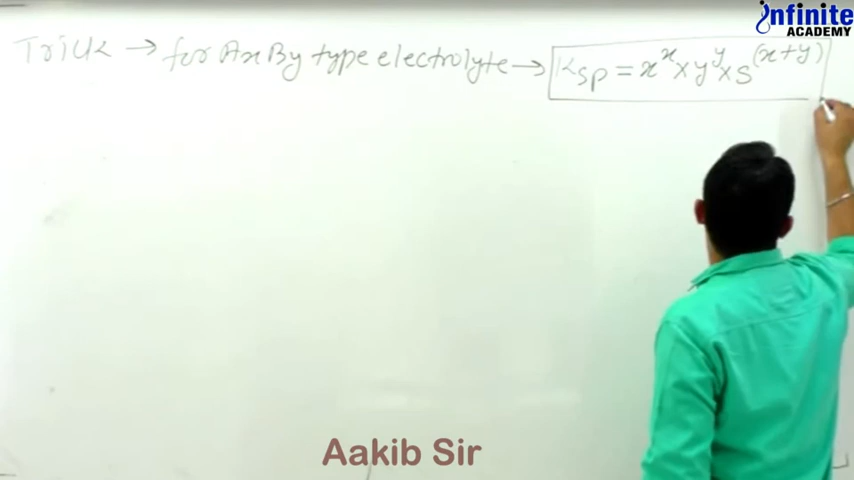 Infinite
ACADEMY
Trick → for AxBy type electrolyte → Ksp = x^x × y^y × S^(x+y)
Aakib Sir